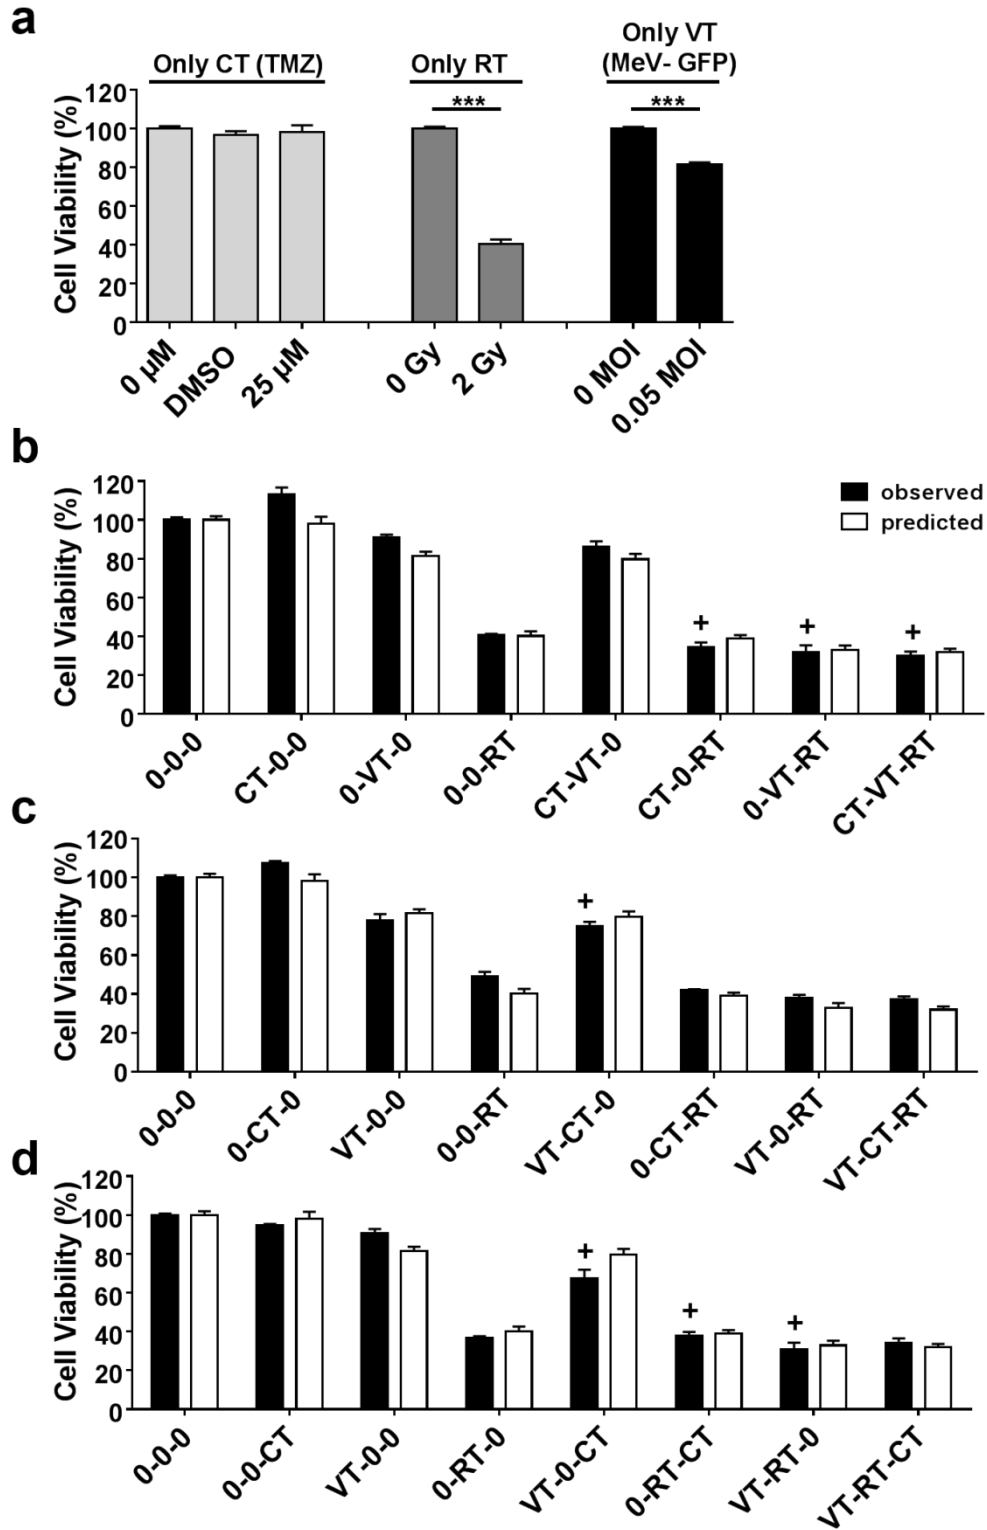 a
Only CT (TMZ)
Only RT
Only VT
(MeV- GFP)
***
***
Cell Viability (%)
120
100
80
60
40
20
0
0 µM
DMSO
25 µM
0 Gy
2 Gy
0 MOI
0.05 MOI
b
observed
predicted
Cell Viability (%)
120
100
80
60
40
20
0
+
+
+
0-0-0
CT-0-0
0-VT-0
0-0-RT
CT-VT-0
CT-0-RT
0-VT-RT
CT-VT-RT
c
Cell Viability (%)
120
100
80
60
40
20
0
+
0-0-0
0-CT-0
VT-0-0
0-0-RT
VT-CT-0
0-CT-RT
VT-0-RT
VT-CT-RT
d
Cell Viability (%)
120
100
80
60
40
20
0
+
+
+
0-0-0
0-0-CT
VT-0-0
0-RT-0
VT-0-CT
0-RT-CT
VT-RT-0
VT-RT-CT